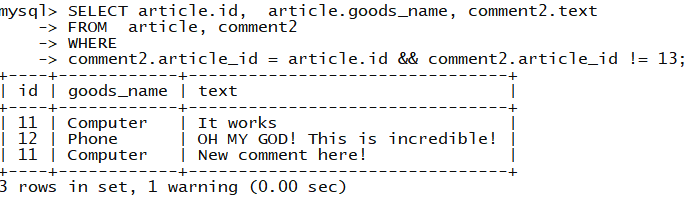 mysql> SELECT article.id,  article.goods_name, comment2.text
    -> FROM  article, comment2
    -> WHERE
    -> comment2.article_id = article.id && comment2.article_id != 13;
+----+------------+--------------------------------+
| id | goods_name | text                           |
+----+------------+--------------------------------+
| 11 | Computer   | It works                       |
| 12 | Phone      | OH MY GOD! This is incredible! |
| 11 | Computer   | New comment here!              |
+----+------------+--------------------------------+
3 rows in set, 1 warning (0.00 sec)